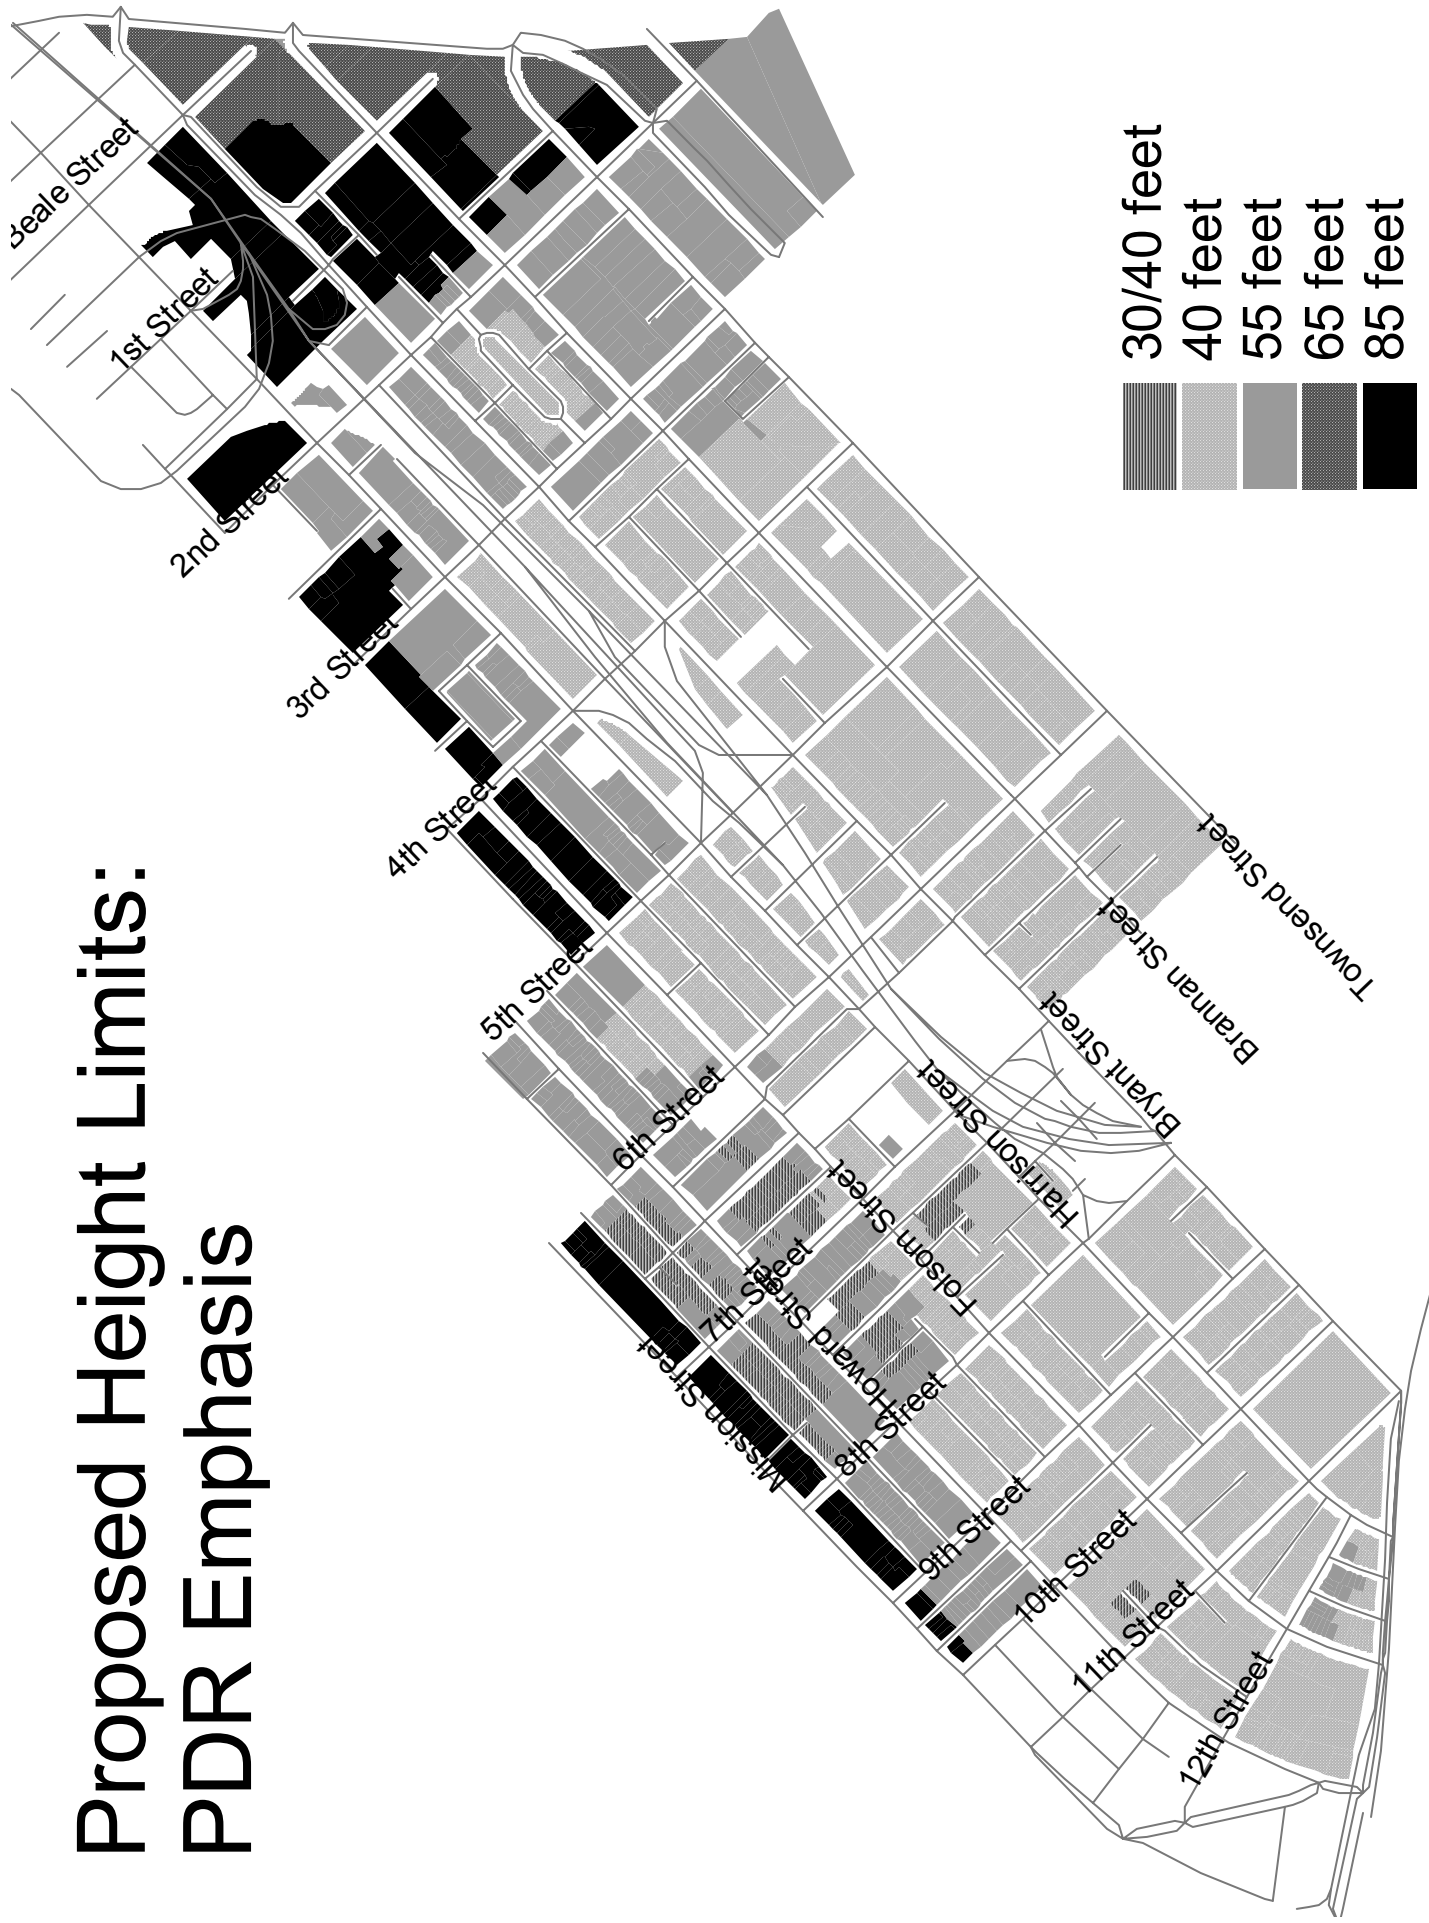 Proposed Height Limits:
PDR Emphasis
30/40 feet
40 feet
55 feet
65 feet
85 feet
Beale Street
1st Street
2nd Street
3rd Street
4th Street
5th Street
6th Street
7th Street
8th Street
9th Street
10th Street
11th Street
12th Street
Mission Street
Howard Street
Folsom Street
Harrison Street
Bryant Street
Brannan Street
Townsend Street